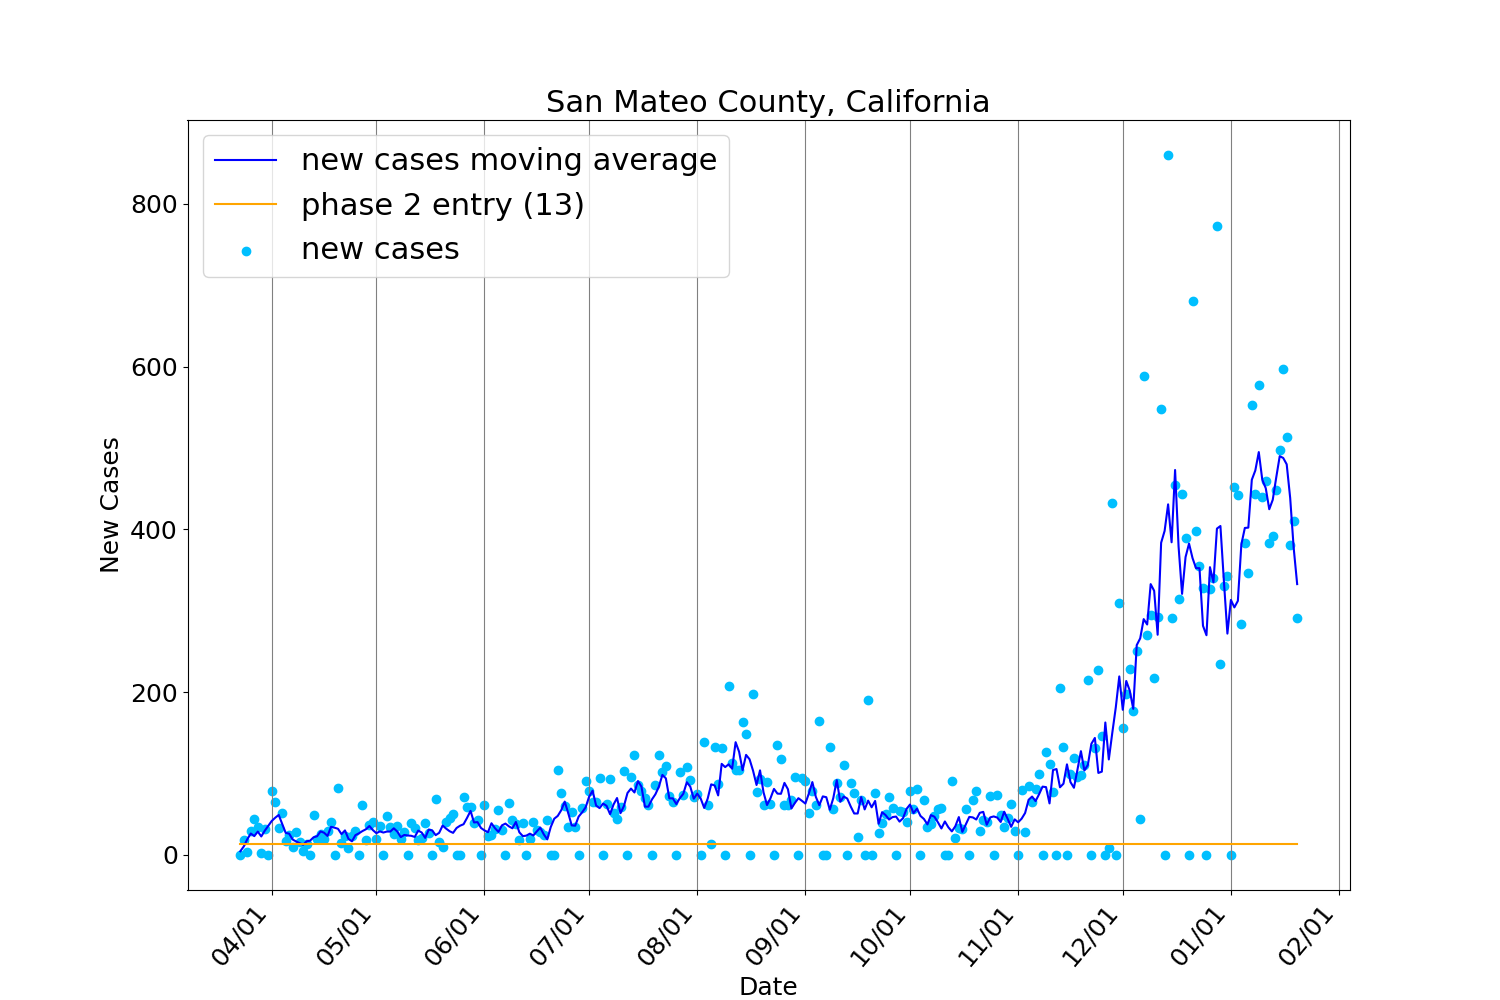 San Mateo County, California
new cases moving average
phase 2 entry (13)
new cases
New Cases
800
600
400
200
0
04/01
05/01
06/01
07/01
08/01
09/01
10/01
11/01
12/01
01/01
02/01
Date